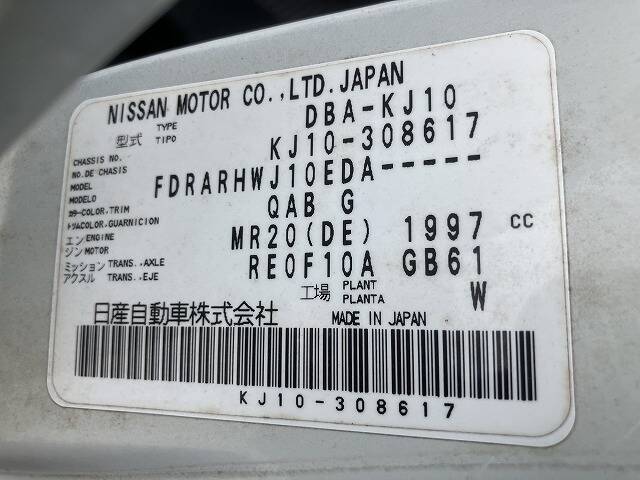 NISSAN MOTOR CO.,LTD.JAPAN
型式 TYPE TIPO DBA-KJ10
CHASSIS NO. NO.DE CHASIS KJ10-308617
MODEL MODELO FDRARHWJ10EDA-----
カラー COLOR,TRIM
トリム COLOR,GUARNICION QAB G
エンジン ENGINE MOTOR MR20(DE) 1997 CC
ミッション TRANS.,AXLE
アクスル TRANS.,EJE RE0F10A GB61
工場 PLANT PLANTA W
日産自動車株式会社 MADE IN JAPAN
KJ10-308617